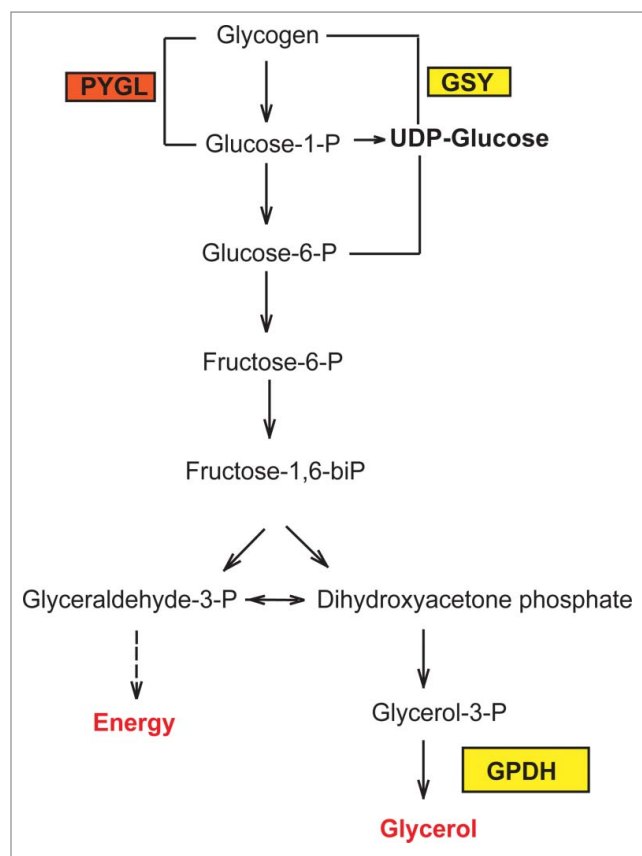 Glycogen
PYGL
GSY
Glucose-1-P
UDP-Glucose
Glucose-6-P
Fructose-6-P
Fructose-1,6-biP
Glyceraldehyde-3-P
Dihydroxyacetone phosphate
Energy
Glycerol-3-P
GPDH
Glycerol